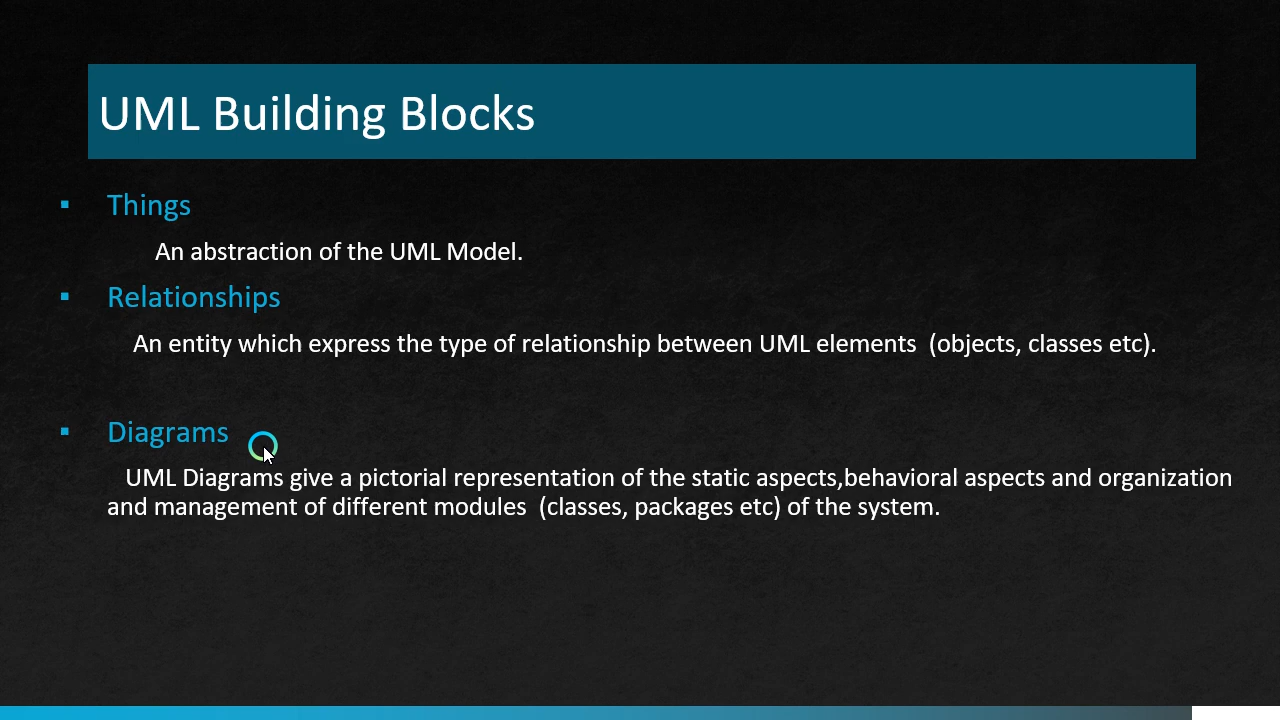 UML Building Blocks
▪ Things
An abstraction of the UML Model.
▪ Relationships
An entity which express the type of relationship between UML elements  (objects, classes etc).
▪ Diagrams
UML Diagrams give a pictorial representation of the static aspects,behavioral aspects and organization
and management of different modules  (classes, packages etc) of the system.